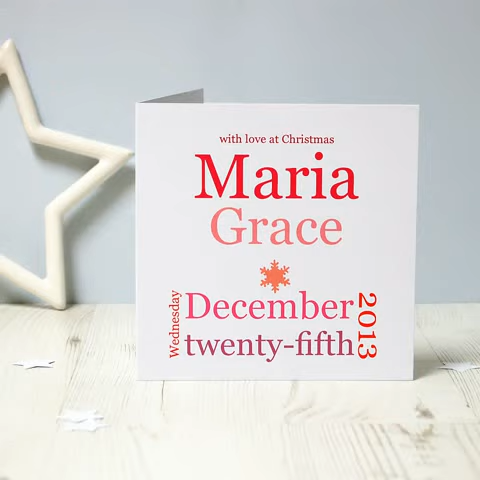 with love at Christmas
Maria
Grace
Wednesday
December
twenty-fifth
2013